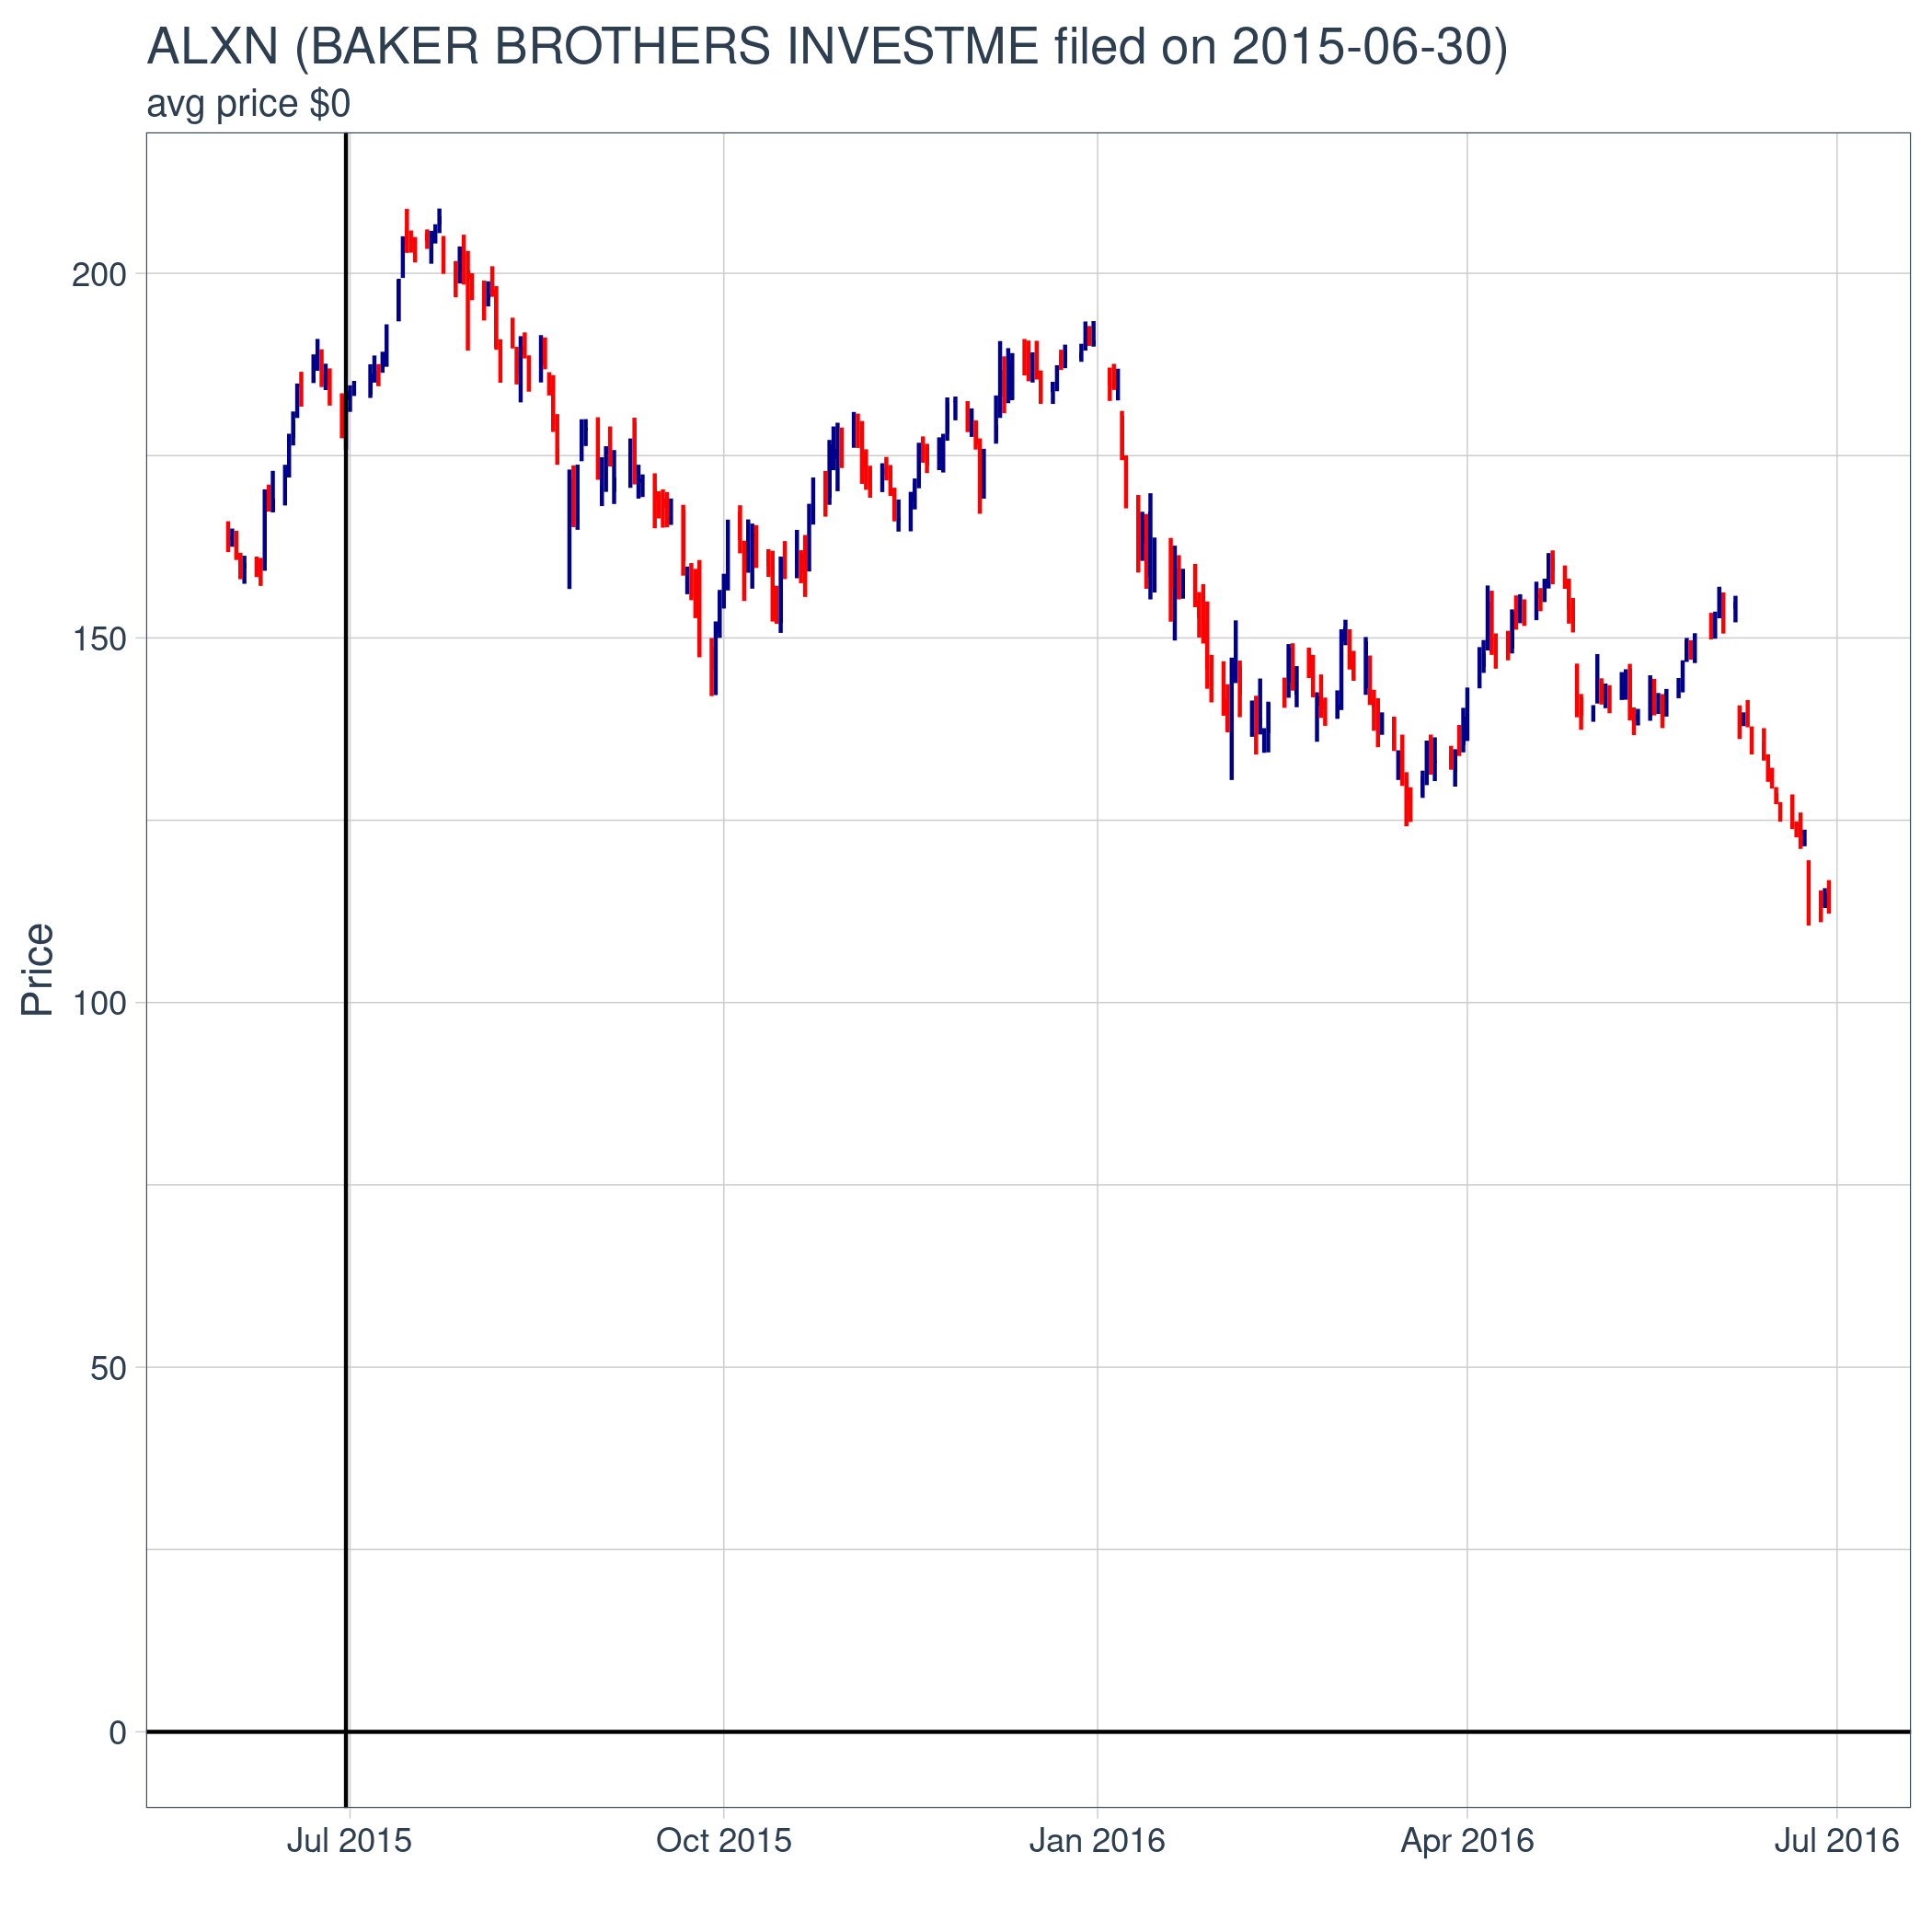 ALXN (BAKER BROTHERS INVESTME filed on 2015-06-30)
avg price $0
Price
200
150
100
50
0
Jul 2015 Oct 2015 Jan 2016 Apr 2016 Jul 2016